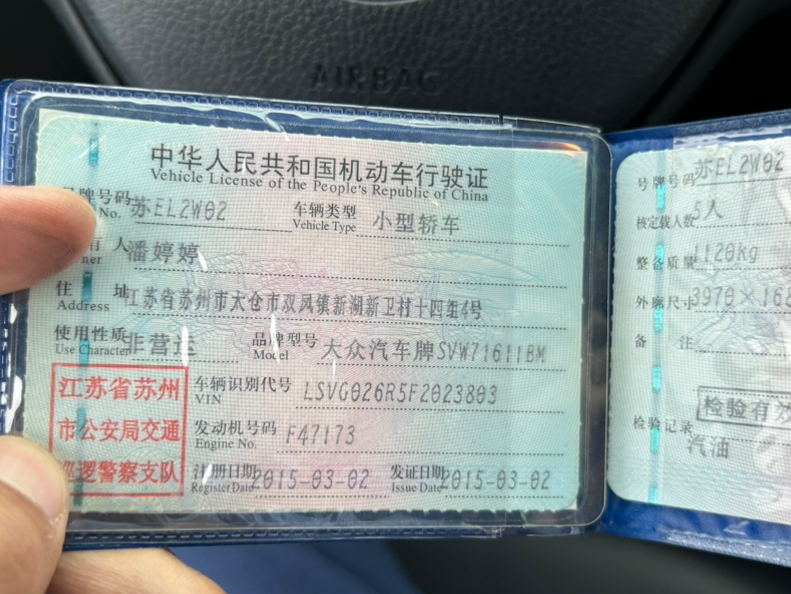 AIRBAG
中华人民共和国机动车行驶证
Vehicle License of the People's Republic of China
号牌号码 苏EL2W02 车辆类型 小型轿车
No. Vehicle Type
人 潘婷婷
ner
住址 江苏省苏州市太仓市双凤镇新湖新卫村十四组4号
Address
使用性质 非营运 品牌型号 大众汽车牌SVW71611BM
Use Character Model
江苏省苏州
市公安局交通
巡逻警察支队
车辆识别代号 LSVG026R5F2023803
VIN
发动机号码 F47173
Engine No.
注册日期 2015-03-02 发证日期 2015-03-02
Register Date Issue Date
号牌号码 苏EL2W02
核定载人数 5人
整备质量 1120kg
外廓尺寸 3970×168
备注
检验有效
检验记录
汽油